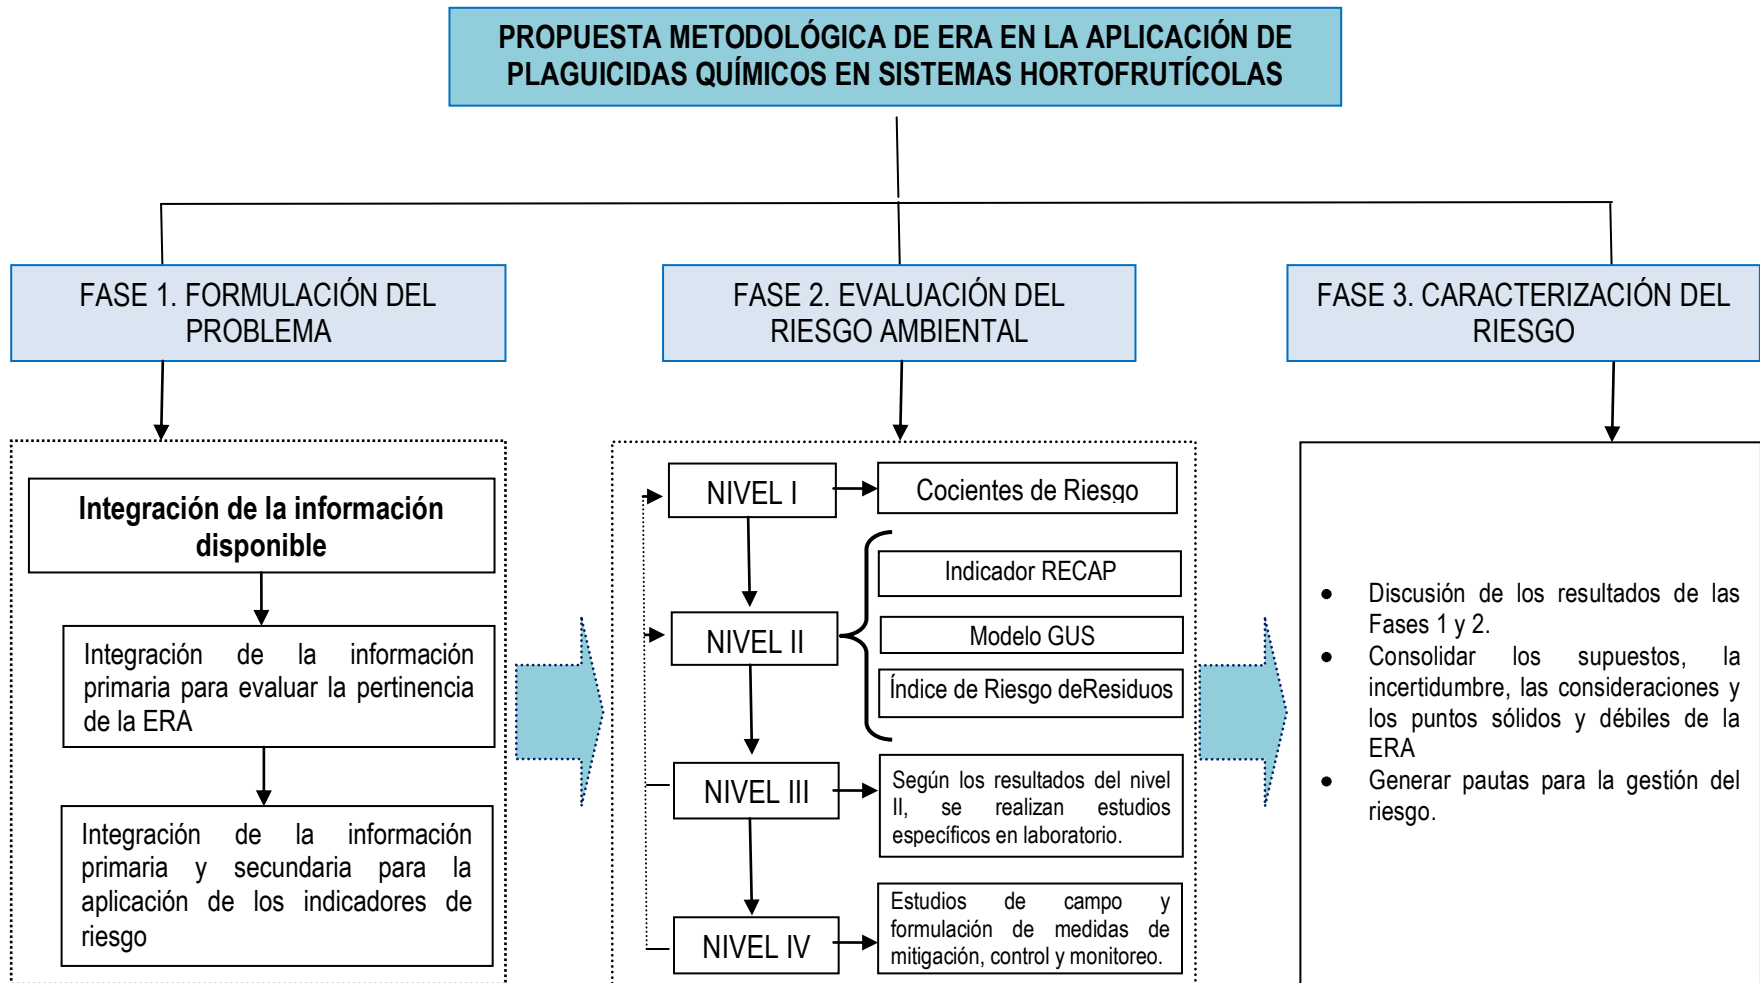 PROPUESTA METODOLÓGICA DE ERA EN LA APLICACIÓN DE
PLAGUICIDAS QUÍMICOS EN SISTEMAS HORTOFRUTÍCOLAS
FASE 1. FORMULACIÓN DEL
PROBLEMA
Integración de la información
disponible
Integración de la información
primaria para evaluar la pertinencia
de la ERA
Integración de la información
primaria y secundaria para la
aplicación de los indicadores de
riesgo
FASE 2. EVALUACIÓN DEL
RIESGO AMBIENTAL
NIVEL I
Cocientes de Riesgo
NIVEL II
Indicador RECAP
Modelo GUS
Índice de Riesgo deResiduos
NIVEL III
Según los resultados del nivel
II, se realizan estudios
específicos en laboratorio.
NIVEL IV
Estudios de campo y
formulación de medidas de
mitigación, control y monitoreo.
FASE 3. CARACTERIZACIÓN DEL
RIESGO
● Discusión de los resultados de las
Fases 1 y 2.
● Consolidar los supuestos, la
incertidumbre, las consideraciones y
los puntos sólidos y débiles de la
ERA
● Generar pautas para la gestión del
riesgo.